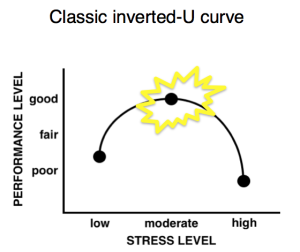 Classic inverted-U curve
PERFORMANCE LEVEL
good
fair
poor
low moderate high
STRESS LEVEL